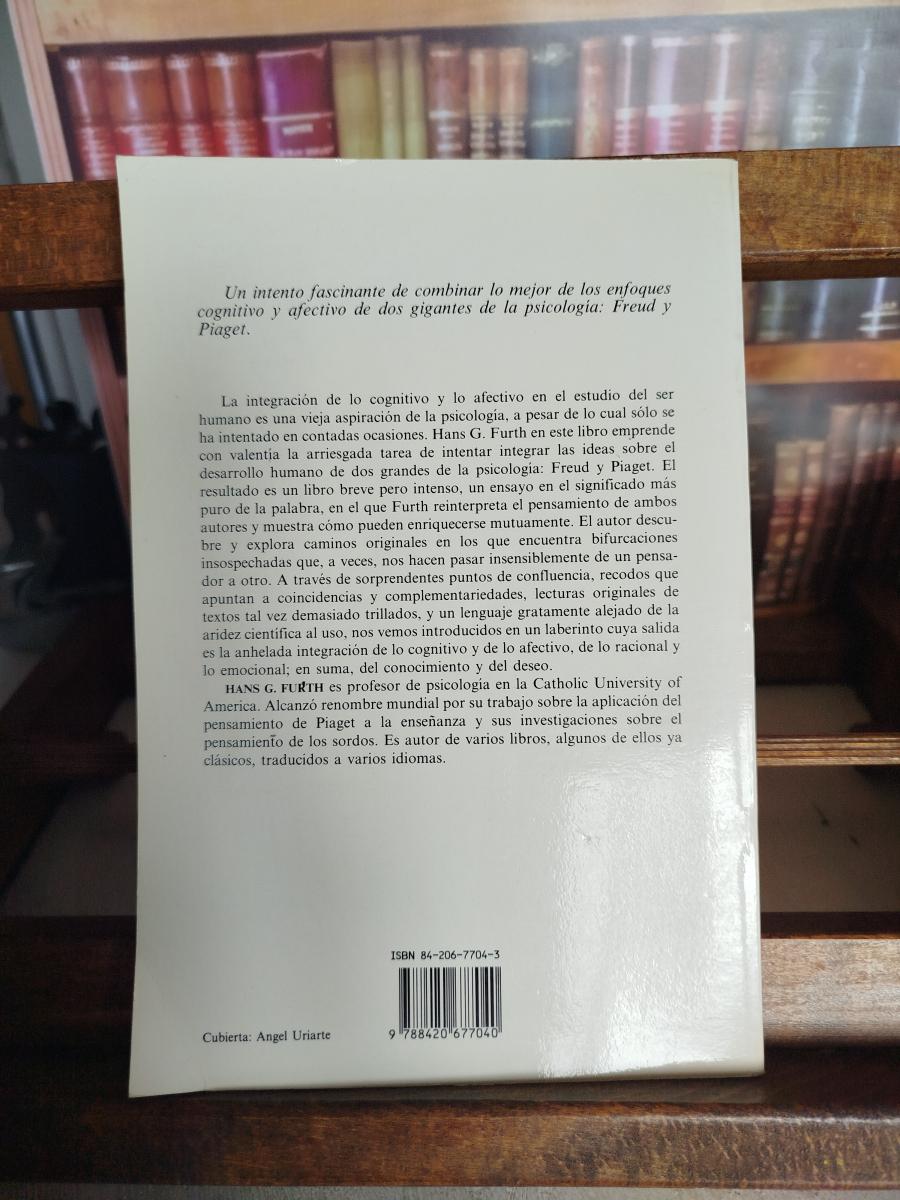 Un intento fascinante de combinar lo mejor de los enfoques
cognitivo y afectivo de dos gigantes de la psicología: Freud y
Piaget.
La integración de lo cognitivo y lo afectivo en el estudio del ser
humano es una vieja aspiración de la psicología, a pesar de lo cual sólo se
ha intentado en contadas ocasiones. Hans G. Furth en este libro emprende
con valentía la arriesgada tarea de intentar integrar las ideas sobre el
desarrollo humano de dos grandes de la psicología: Freud y Piaget. El
resultado es un libro breve pero intenso, un ensayo en el significado más
puro de la palabra, en el que Furth reinterpreta el pensamiento de ambos
autores y muestra cómo pueden enriquecerse mutuamente. El autor descu-
bre y explora caminos originales en los que encuentra bifurcaciones
insospechadas que, a veces, nos hacen pasar insensiblemente de un pensa-
dor a otro. A través de sorprendentes puntos de confluencia, recodos que
apuntan a coincidencias y complementariedades, lecturas originales de
textos tal vez demasiado trillados, y un lenguaje gratamente alejado de la
aridez científica al uso, nos vemos introducidos en un laberinto cuya salida
es la anhelada integración de lo cognitivo y de lo afectivo, de lo racional y
lo emocional; en suma, del conocimiento y del deseo.
HANS G. FURTH es profesor de psicología en la Catholic University of
America. Alcanzó renombre mundial por su trabajo sobre la aplicación del
pensamiento de Piaget a la enseñanza y sus investigaciones sobre el
pensamiento de los sordos. Es autor de varios libros, algunos de ellos ya
clásicos, traducidos a varios idiomas.
ISBN 84-206-7704-3
9 788420 677040
Cubierta: Angel Uriarte